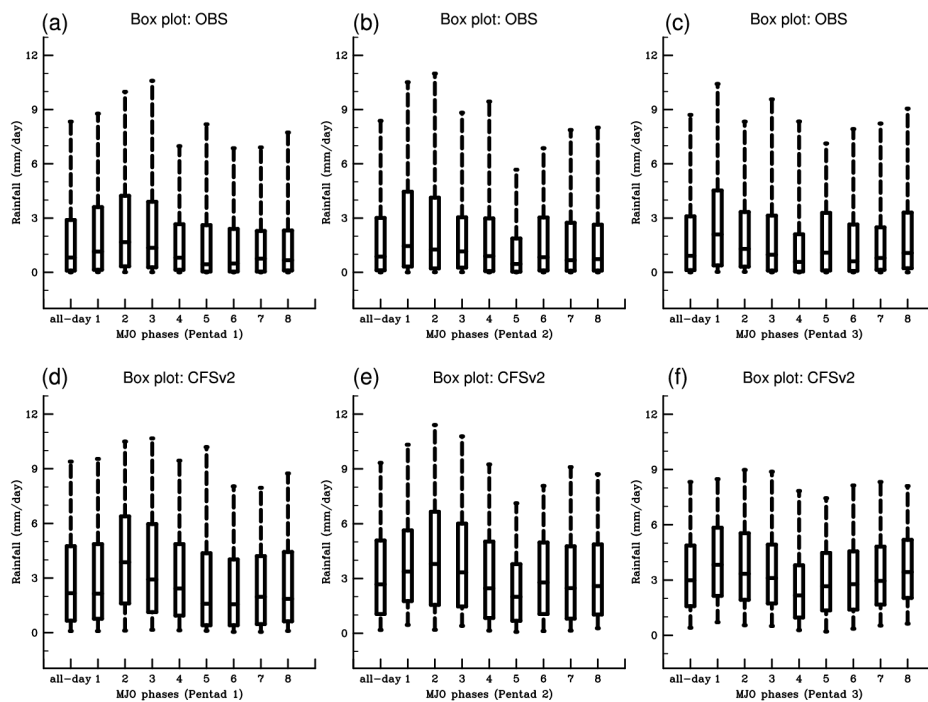 (a) Box plot: OBS
12
9
6
3
0
Rainfall (mm/day)
all-day 1 2 3 4 5 6 7 8
MJO phases (Pentad 1)
(b) Box plot: OBS
12
9
6
3
0
Rainfall (mm/day)
all-day 1 2 3 4 5 6 7 8
MJO phases (Pentad 2)
(c) Box plot: OBS
12
9
6
3
0
Rainfall (mm/day)
all-day 1 2 3 4 5 6 7 8
MJO phases (Pentad 3)
(d) Box plot: CFSv2
12
9
6
3
0
Rainfall (mm/day)
all-day 1 2 3 4 5 6 7 8
MJO phases (Pentad 1)
(e) Box plot: CFSv2
12
9
6
3
0
Rainfall (mm/day)
all-day 1 2 3 4 5 6 7 8
MJO phases (Pentad 2)
(f) Box plot: CFSv2
12
9
6
3
0
Rainfall (mm/day)
all-day 1 2 3 4 5 6 7 8
MJO phases (Pentad 3)